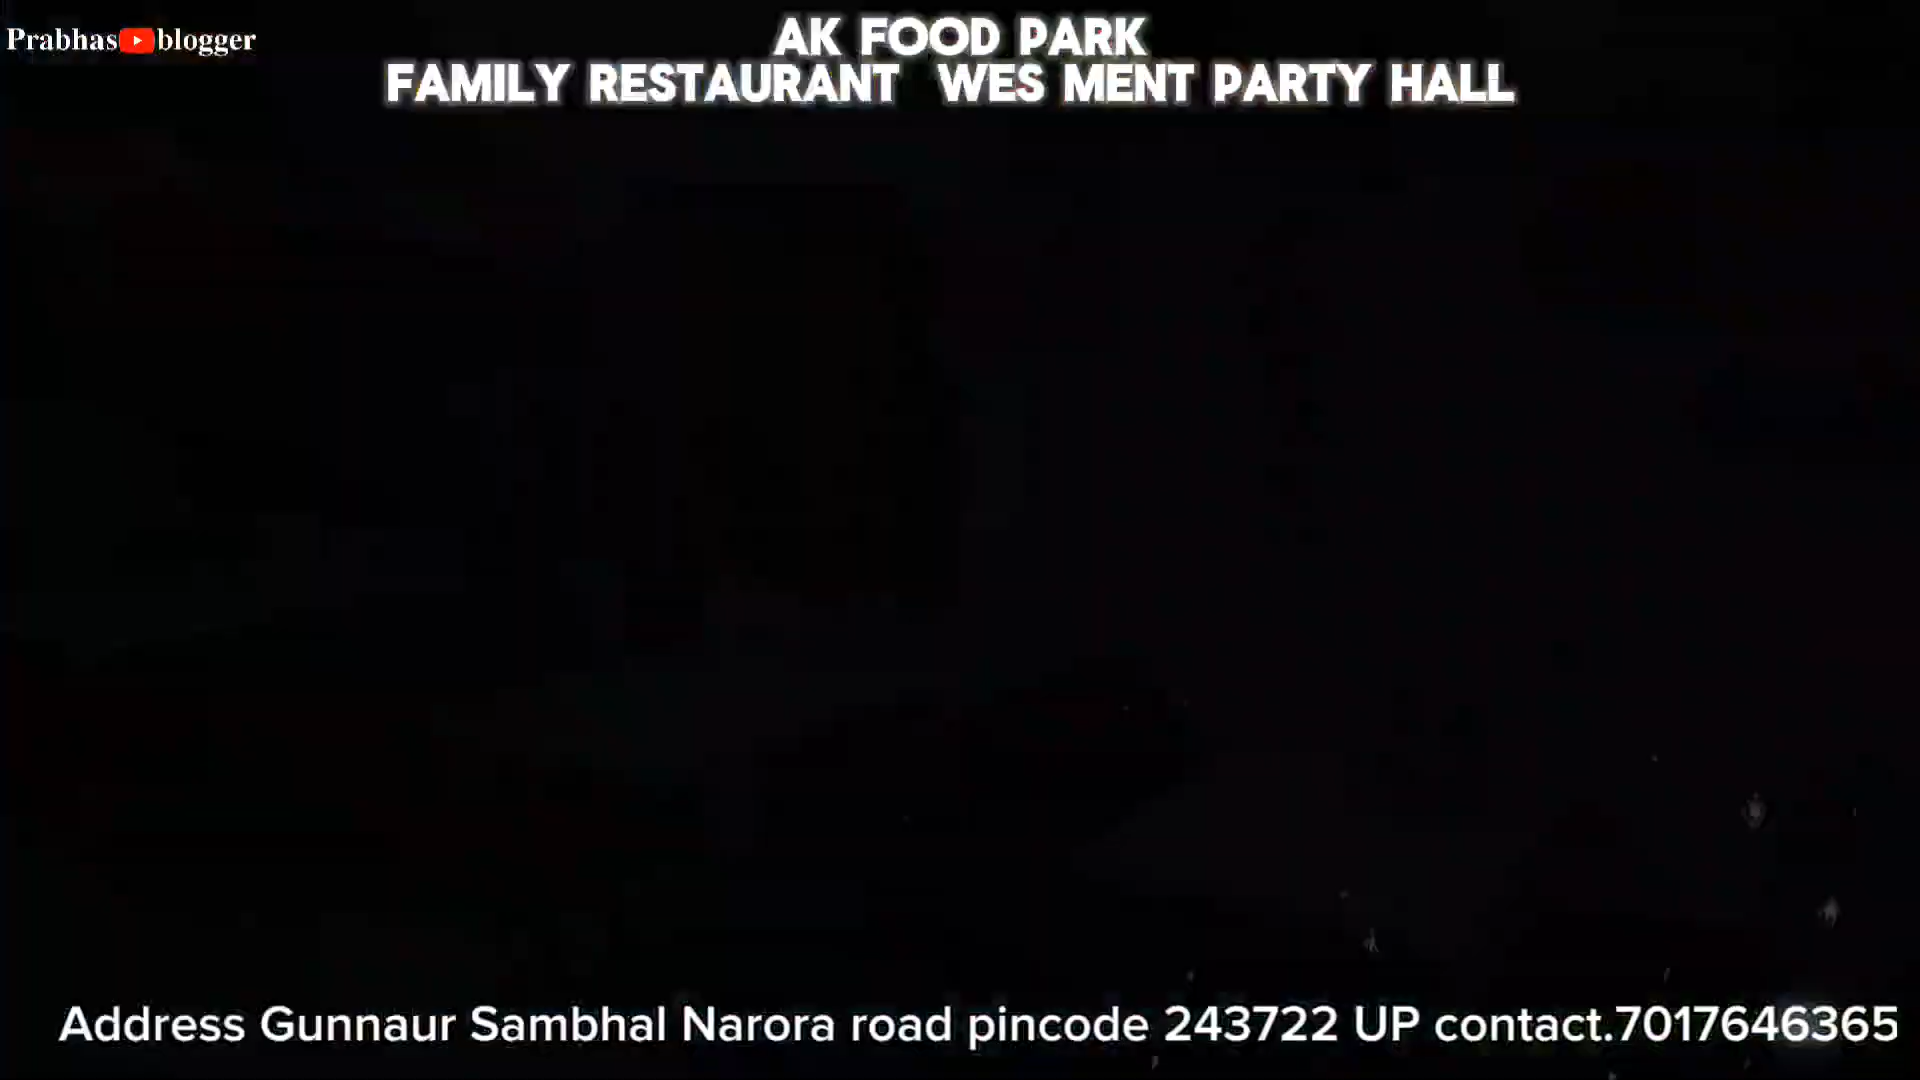 Prabhas blogger
AK FOOD PARK
FAMILY RESTAURANT WES MENT PARTY HALL
Address Gunnaur Sambhal Narora road pincode 243722 UP contact.7017646365